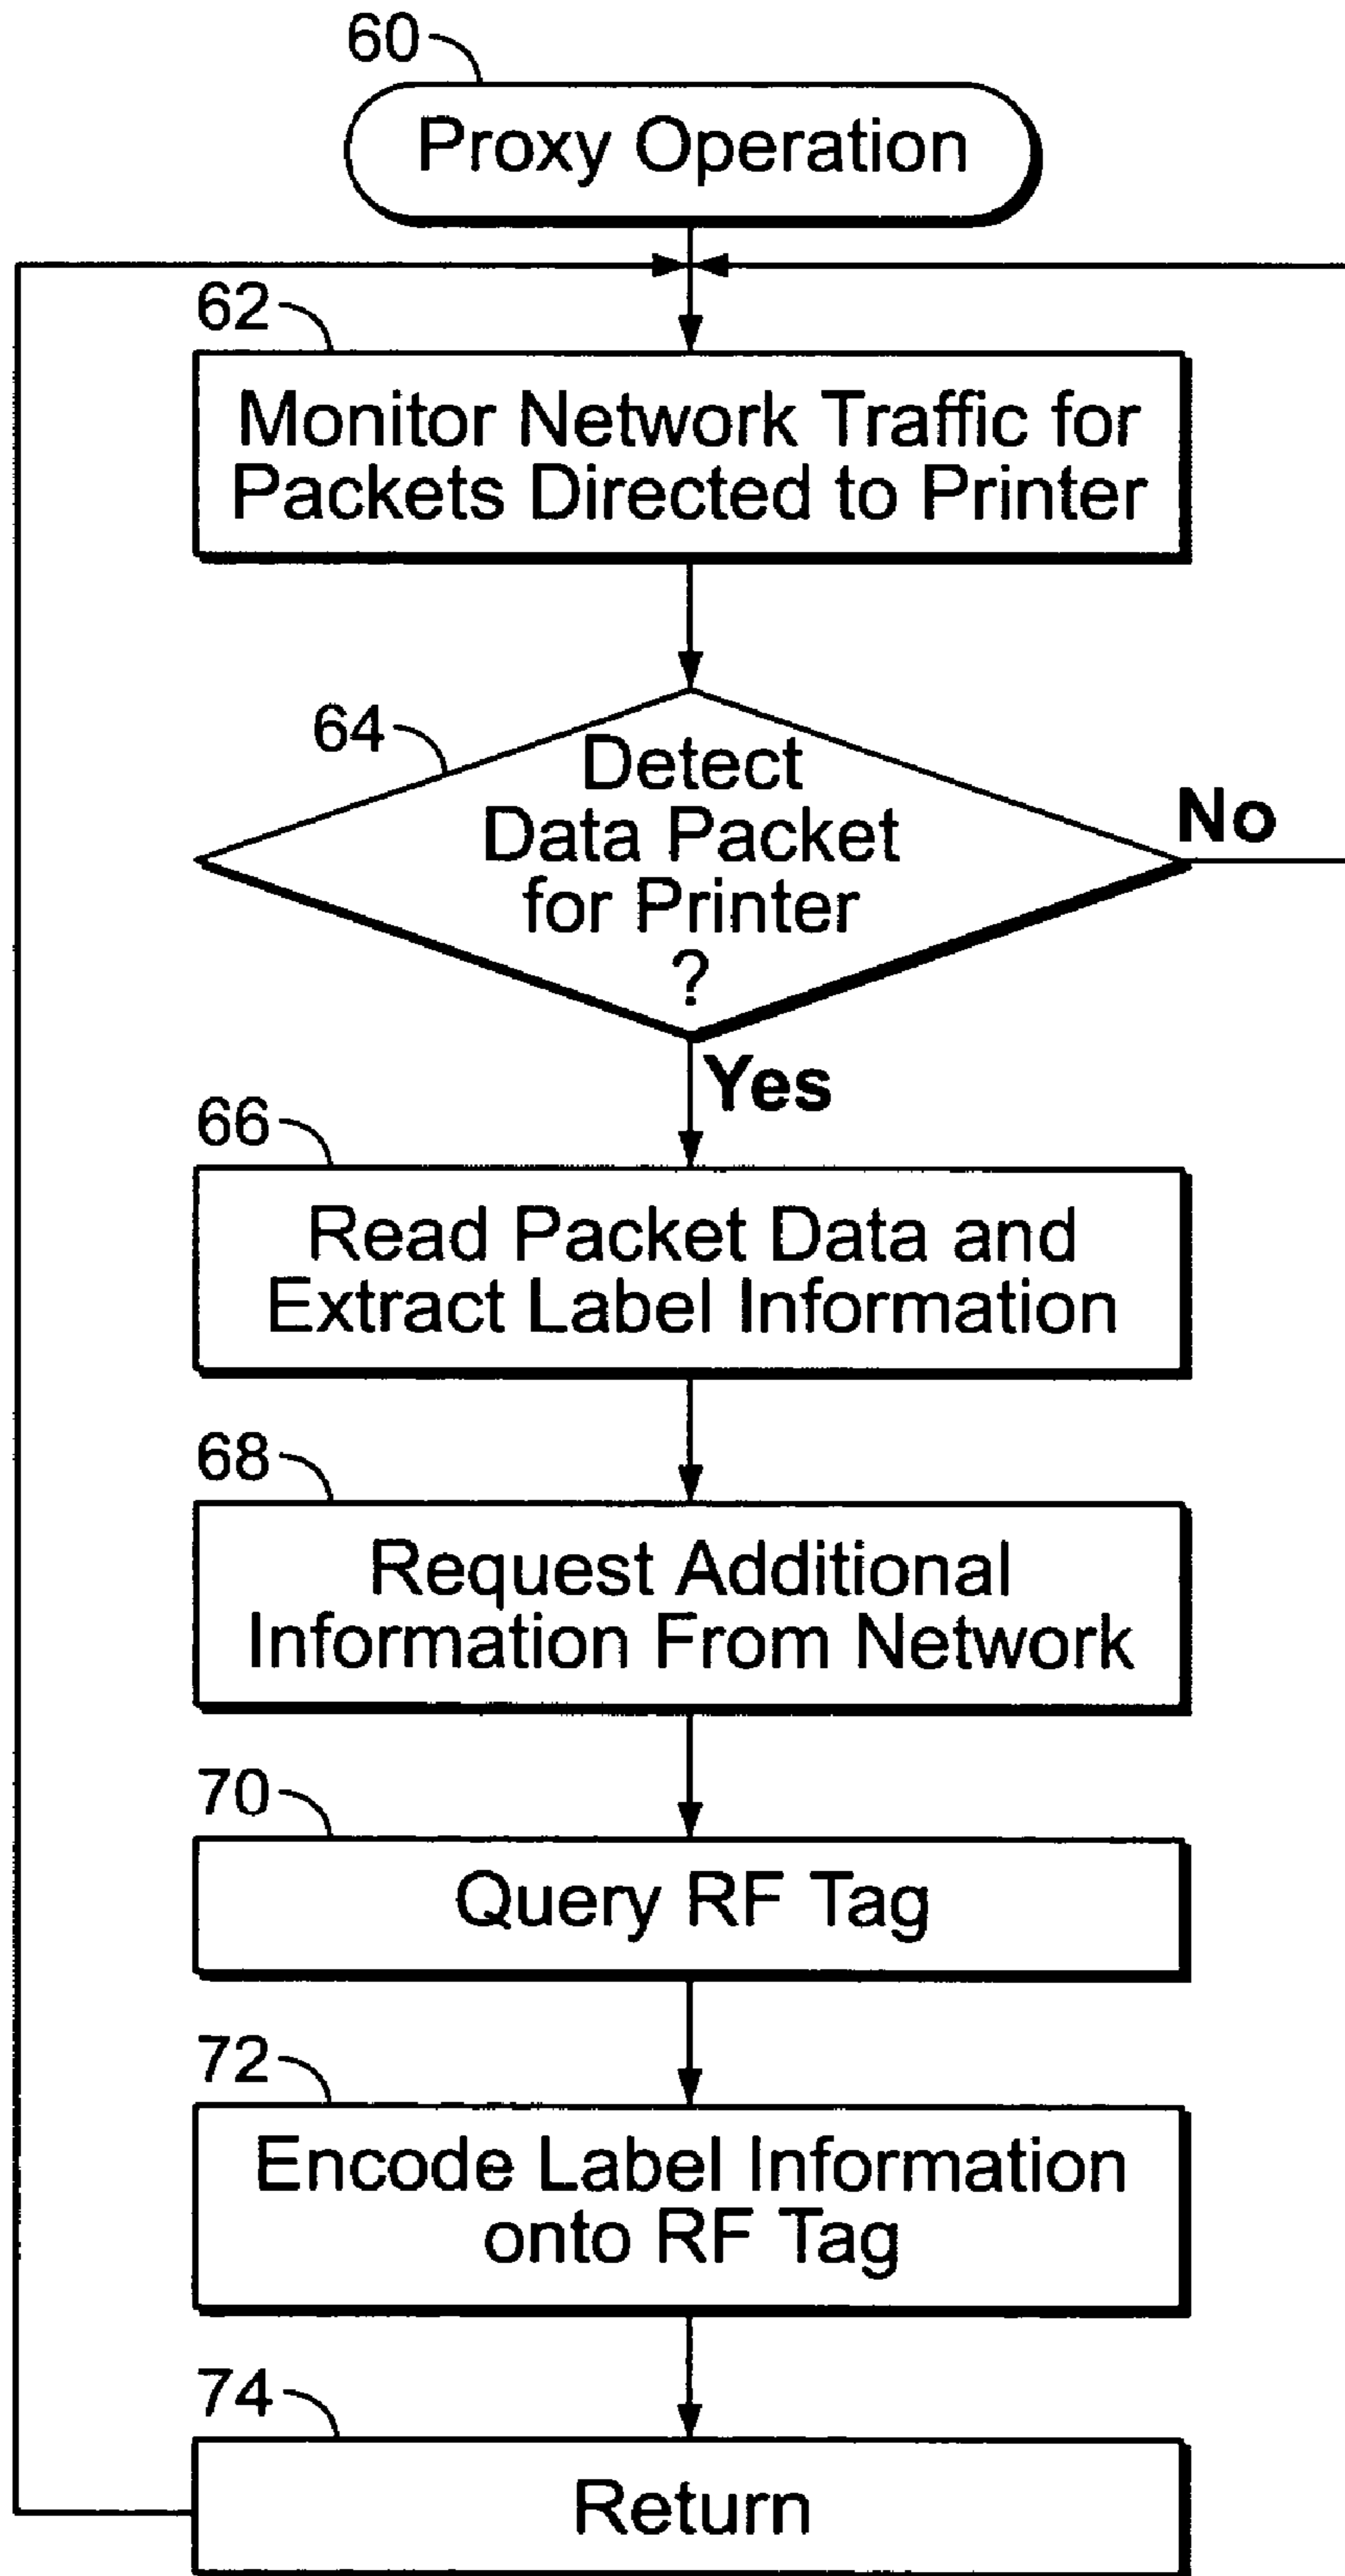 60
Proxy Operation
62
Monitor Network Traffic for
Packets Directed to Printer
64
Detect
Data Packet
for Printer
?
No
Yes
66
Read Packet Data and
Extract Label Information
68
Request Additional
Information From Network
70
Query RF Tag
72
Encode Label Information
onto RF Tag
74
Return